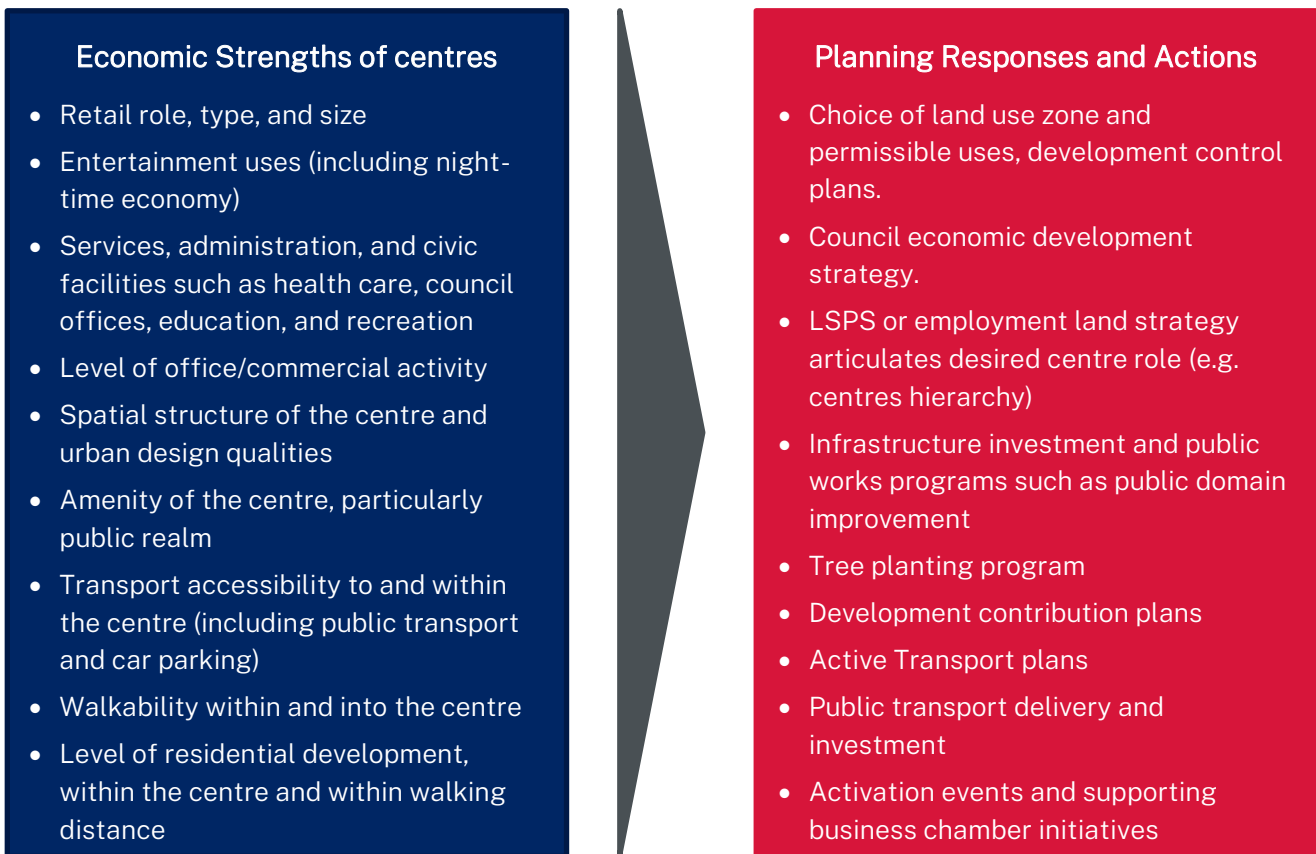 Economic Strengths of centres
• Retail role, type, and size
• Entertainment uses (including night-
time economy)
• Services, administration, and civic
facilities such as health care, council
offices, education, and recreation
• Level of office/commercial activity
• Spatial structure of the centre and
urban design qualities
• Amenity of the centre, particularly
public realm
• Transport accessibility to and within
the centre (including public transport
and car parking)
• Walkability within and into the centre
• Level of residential development,
within the centre and within walking
distance
Planning Responses and Actions
• Choice of land use zone and
permissible uses, development control
plans.
• Council economic development
strategy.
• LSPS or employment land strategy
articulates desired centre role (e.g.
centres hierarchy)
• Infrastructure investment and public
works programs such as public domain
improvement
• Tree planting program
• Development contribution plans
• Active Transport plans
• Public transport delivery and
investment
• Activation events and supporting
business chamber initiatives